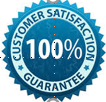 CUSTOMER SATISFACTION
100%
GUARANTEE